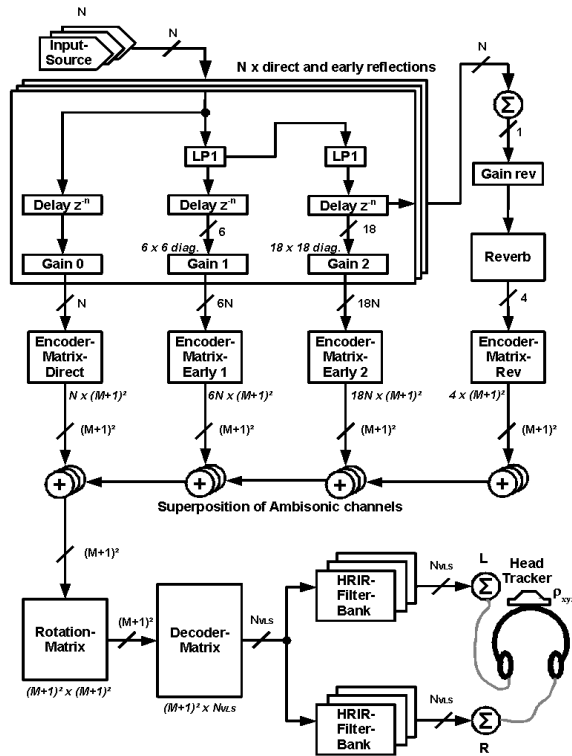 N
Input-
Source
N
N x direct and early reflections
N
Σ
1
LP1
LP1
Gain rev
Delay z⁻ⁿ
Delay z⁻ⁿ
Delay z⁻ⁿ
6
18
6 x 6 diag.
18 x 18 diag.
Gain 0
Gain 1
Gain 2
Reverb
N
6N
18N
4
Encoder-
Matrix-
Direct
Encoder-
Matrix-
Early 1
Encoder-
Matrix-
Early 2
Encoder-
Matrix-
Rev
N x (M+1)²
6N x (M+1)²
18N x (M+1)²
4 x (M+1)²
(M+1)²
(M+1)²
(M+1)²
(M+1)²
+
+
+
+
Superposition of Ambisonic channels
(M+1)²
Rotation-
Matrix
(M+1)² x (M+1)²
(M+1)²
Decoder-
Matrix
(M+1)² x NVLS
NVLS
HRIR-
Filter-
Bank
NVLS
L
Σ
Head
Tracker
ρxyz
HRIR-
Filter-
Bank
NVLS
Σ
R